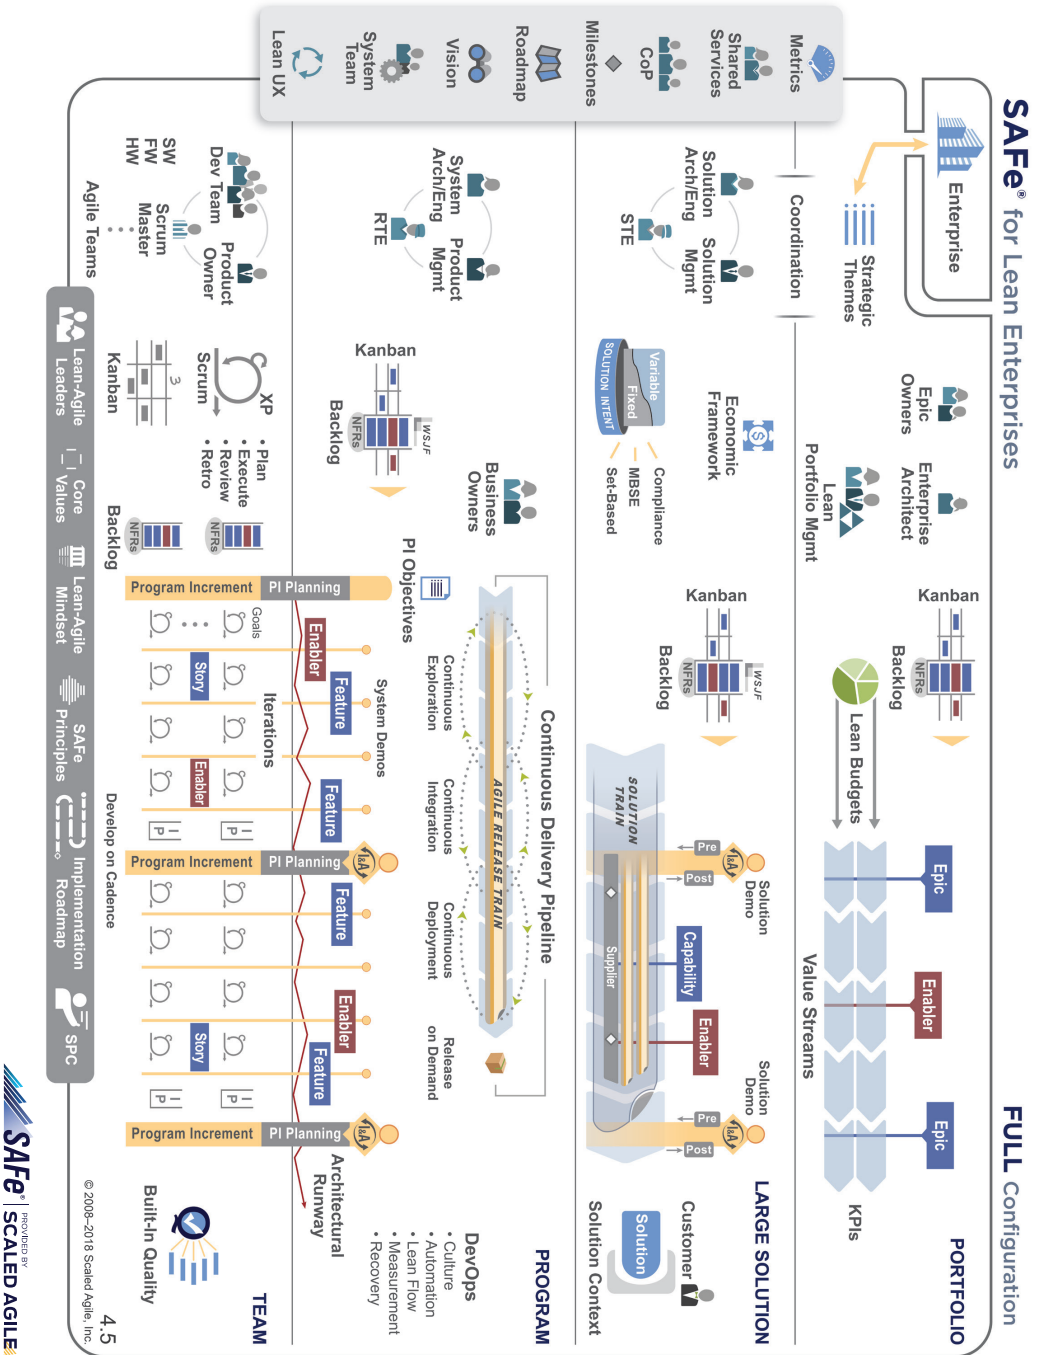 SAFe® for Lean Enterprises
FULL Configuration
Metrics
Shared
Services
CoP
Milestones
Roadmap
Vision
System
Team
Lean UX
PORTFOLIO
Enterprise
Strategic
Themes
Epic
Owners
Enterprise
Architect
Lean
Portfolio Mgmt
Kanban
Backlog
NFRs
Lean Budgets
Epic
Enabler
Epic
Value Streams
KPIs
Coordination
LARGE SOLUTION
Solution
Arch/Eng
Solution
Mgmt
STE
Economic
Framework
Variable
Fixed
SOLUTION INTENT
Compliance
MBSE
Set-Based
Kanban
Backlog
WSJF
NFRs
SOLUTION
TRAIN
Pre
Post
I&A
Solution
Demo
Capability
Enabler
Supplier
Solution
Demo
Pre
Post
I&A
Customer
Solution
Solution Context
PROGRAM
System
Arch/Eng
Product
Mgmt
RTE
Business
Owners
Kanban
WSJF
NFRs
Backlog
PI Objectives
Continuous Delivery Pipeline
AGILE RELEASE TRAIN
Continuous
Exploration
Continuous
Integration
Continuous
Deployment
Release
on Demand
DevOps
• Culture
• Automation
• Lean Flow
• Measurement
• Recovery
System Demos
Enabler
Feature
Feature
Feature
Enabler
Feature
Architectural
Runway
PI Planning
PI Planning
PI Planning
I&A
I&A
TEAM
Dev Team
Product
Owner
Scrum
Master
SW
FW
HW
Agile Teams
XP
Scrum
• Plan
• Execute
• Review
• Retro
Kanban
3
NFRs
NFRs
Backlog
Program Increment
Program Increment
Program Increment
Goals
Iterations
Story
Enabler
Story
I P
I P
I P
I P
Develop on Cadence
Built-In Quality
Lean-Agile
Leaders
Core
Values
Lean-Agile
Mindset
SAFe
Principles
Implementation
Roadmap
SPC
4.5
© 2008–2018 Scaled Agile, Inc.
SAFe® PROVIDED BY SCALED AGILE